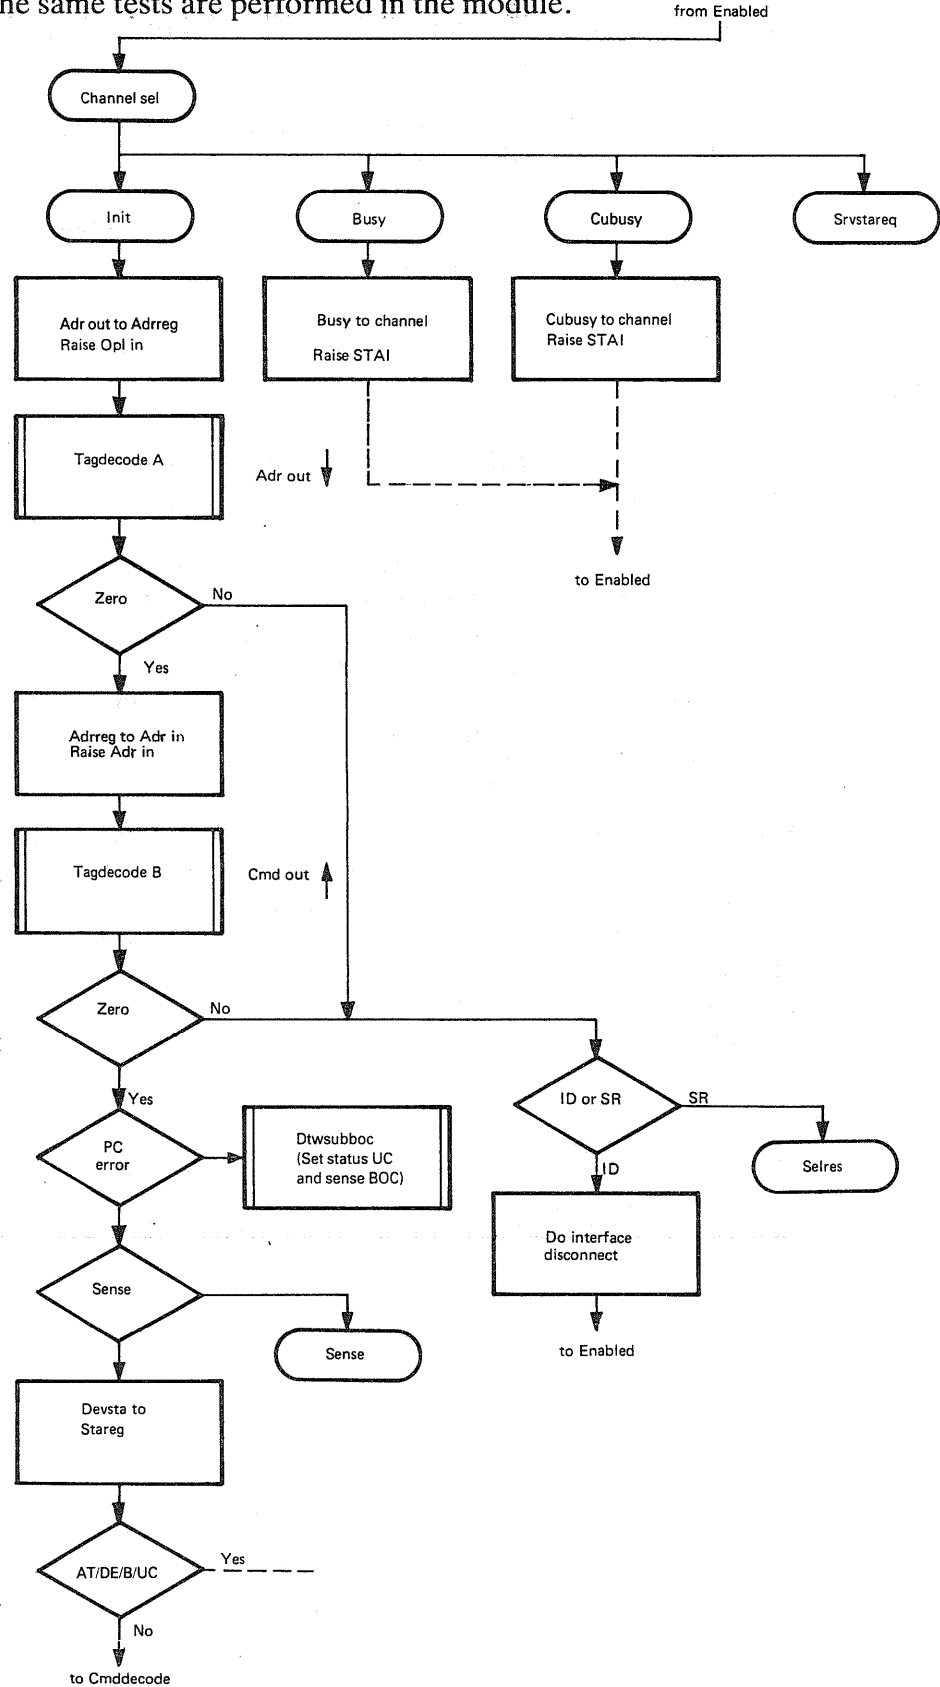 he same tests are performed in the module.
from Enabled
Channel sel
Init
Busy
Cubusy
Srvstareq
Adr out to Adrreg
Raise Opl in
Busy to channel
Raise STAI
Cubusy to channel
Raise STAI
Tagdecode A
Adr out
to Enabled
Zero
No
Yes
Adrreg to Adr in
Raise Adr in
Tagdecode B
Cmd out
Zero
No
Yes
ID or SR
SR
PC
error
Dtwsubboc
(Set status UC
and sense BOC)
Selres
ID
Do interface
disconnect
Sense
Sense
to Enabled
Devsta to
Stareg
AT/DE/B/UC
Yes
No
to Cmddecode